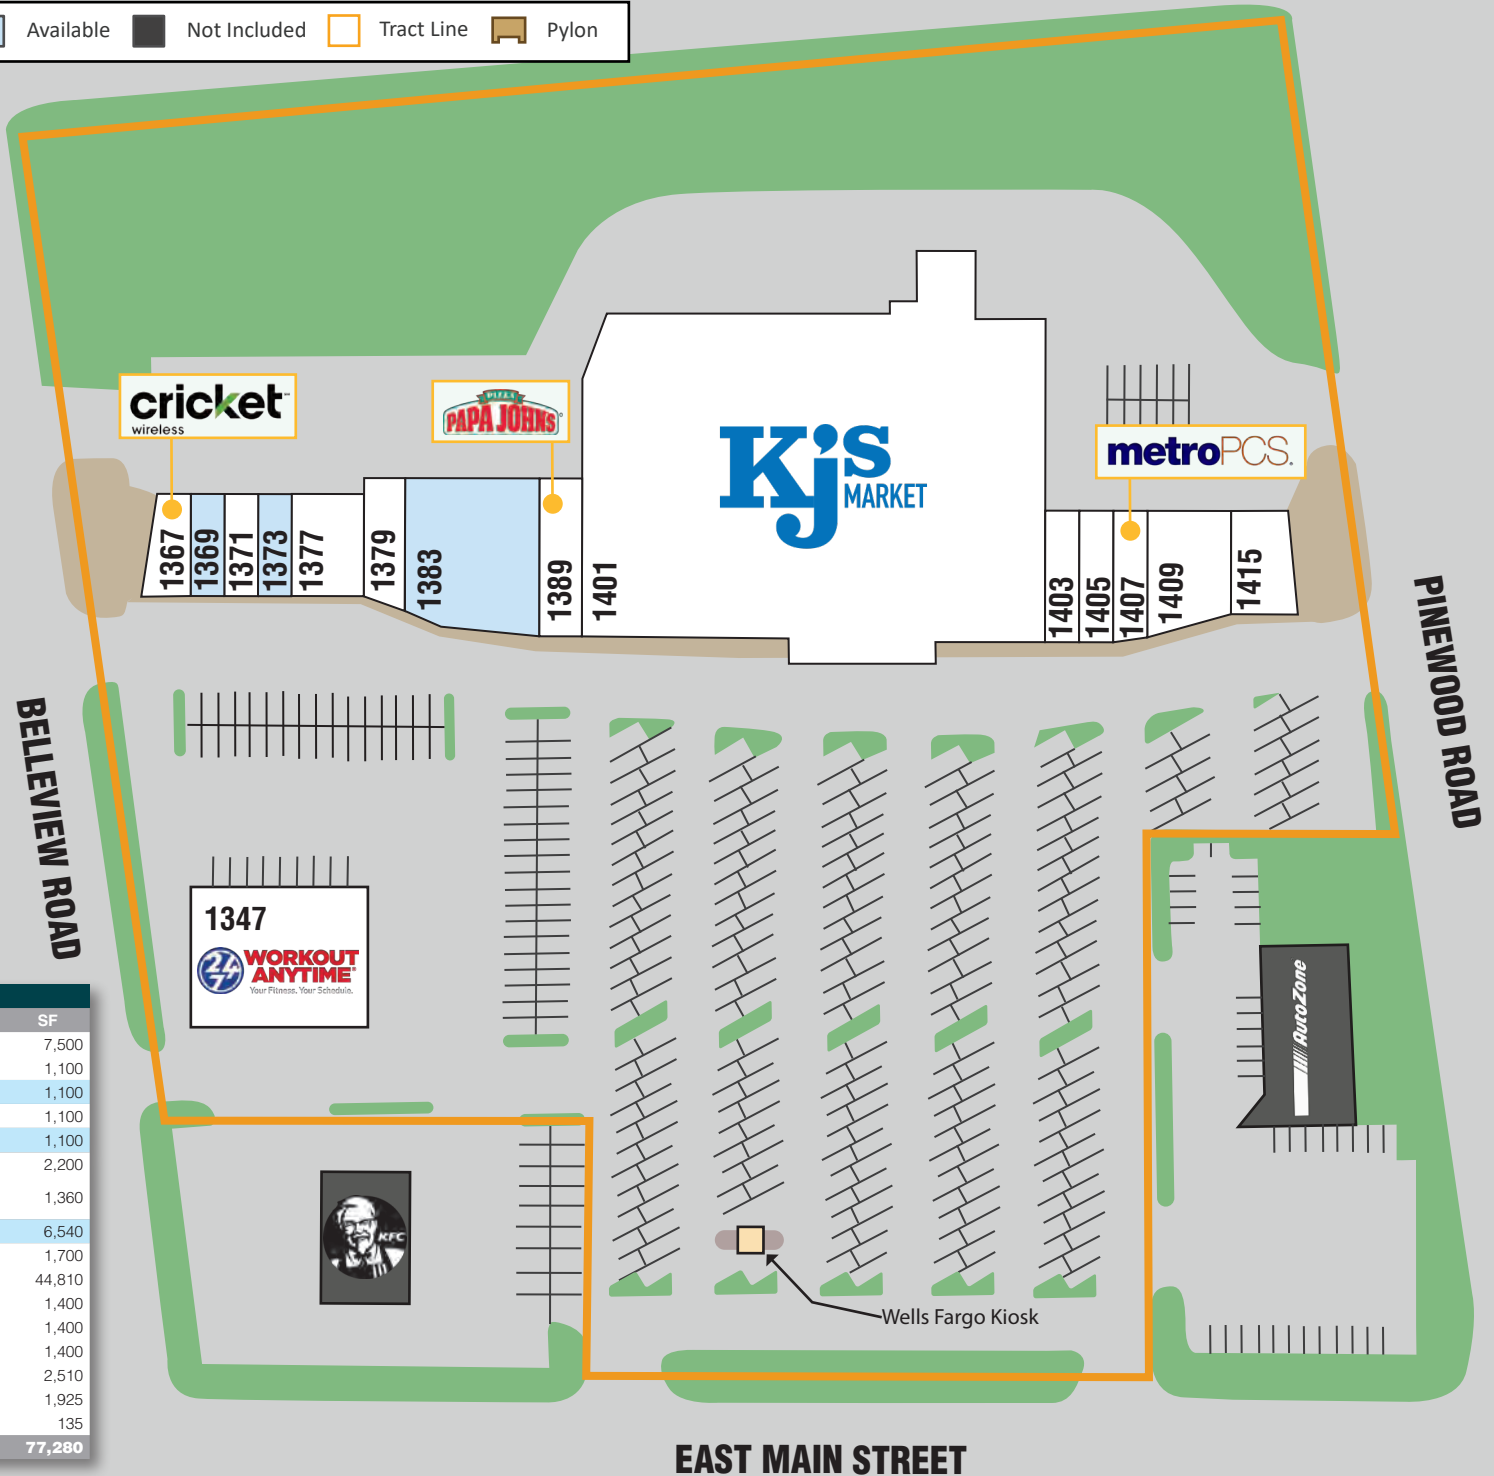 Available Not Included Tract Line Pylon
cricket
wireless
PIZZA
PAPA JOHNS
Kj's
MARKET
metroPCS.
1367
1369
1371
1373
1377
1379
1383
1389
1401
1403
1405
1407
1409
1415
BELLEVIEW ROAD
PINEWOOD ROAD
1347
24
7
WORKOUT
ANYTIME
Your Fitness. Your Schedule.
AutoZone
SF
7,500
1,100
1,100
1,100
1,100
2,200
1,360
6,540
1,700
44,810
1,400
1,400
1,400
2,510
1,925
135
77,280
KFC
Wells Fargo Kiosk
EAST MAIN STREET